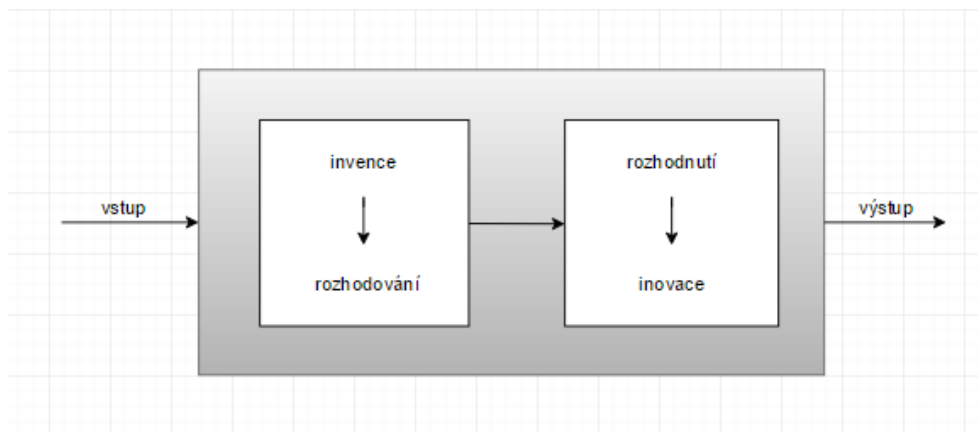 vstup
invence
rozhodování
rozhodnutí
inovace
výstup